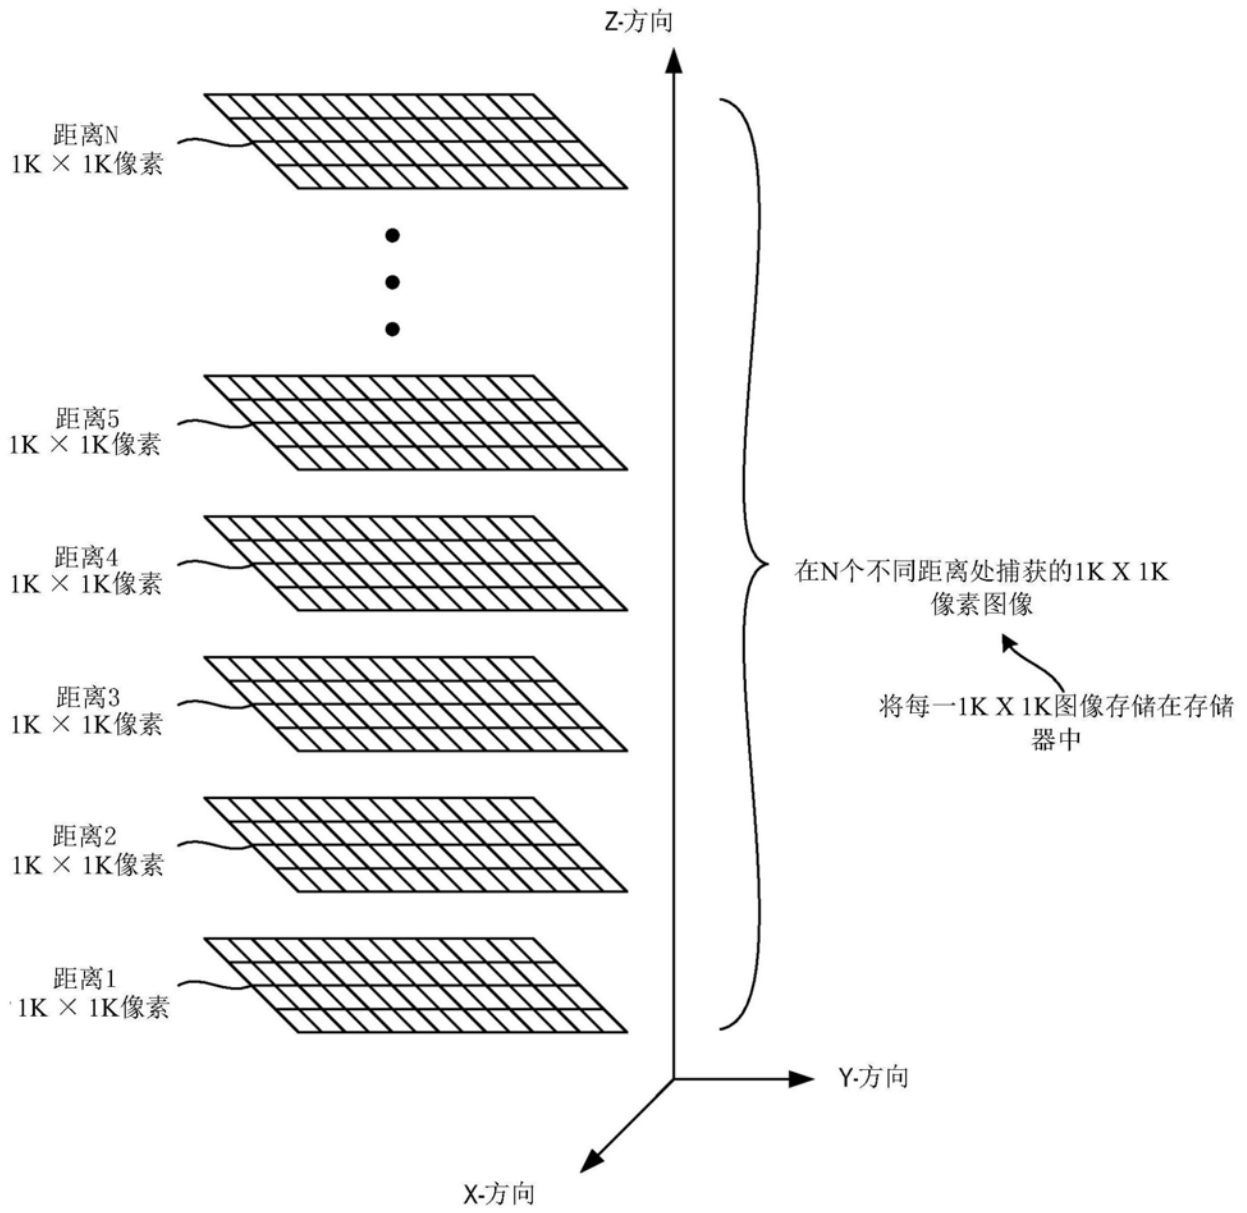 Z-方向
距离N
1K × 1K像素
距离5
1K × 1K像素
距离4
1K × 1K像素
在N个不同距离处捕获的1K X 1K
像素图像
距离3
1K × 1K像素
将每一1K X 1K图像存储在存储
器中
距离2
1K × 1K像素
距离1
1K × 1K像素
Y-方向
X-方向